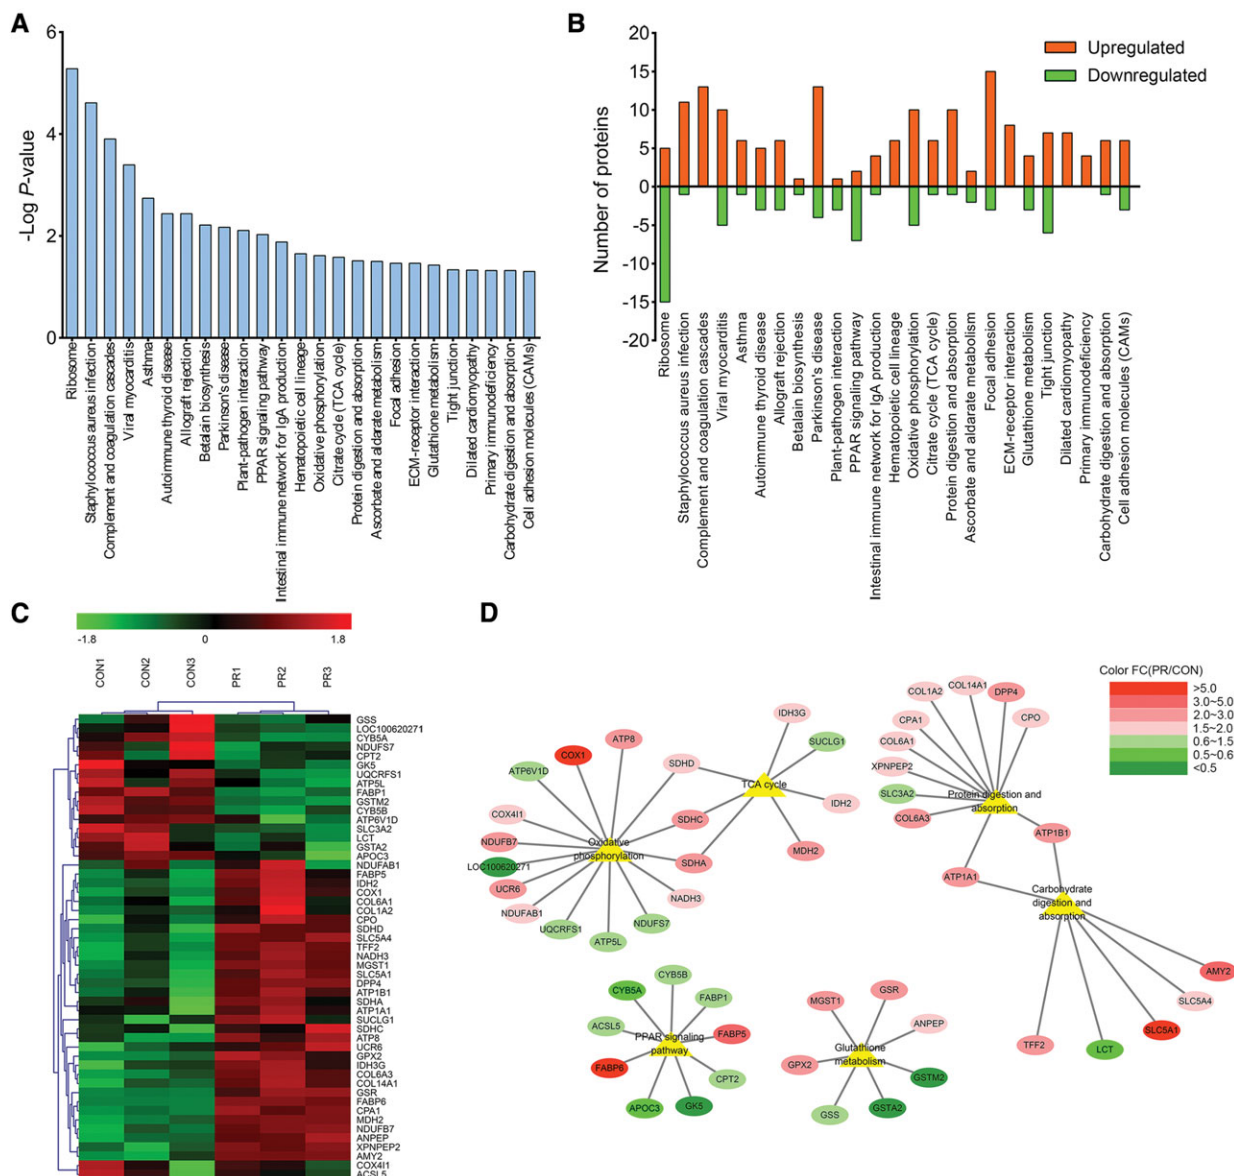 A
6
4
2
0
-Log P-value
Ribosome
Staphylococcus aureus infection
Complement and coagulation cascades
Viral myocarditis
Asthma
Autoimmune thyroid disease
Allograft rejection
Betalain biosynthesis
Parkinson's disease
Plant-pathogen interaction
PPAR signaling pathway
Intestinal immune network for IgA production
Hematopoietic cell lineage
Oxidative phosphorylation
Citrate cycle (TCA cycle)
Protein digestion and absorption
Ascorbate and aldarate metabolism
Focal adhesion
ECM-receptor interaction
Glutathione metabolism
Tight junction
Dilated cardiomyopathy
Primary immunodeficiency
Carbohydrate digestion and absorption
Cell adhesion molecules (CAMs)
B
20
15
10
5
0
-5
-10
-15
-20
Number of proteins
Upregulated
Downregulated
Ribosome
Staphylococcus aureus infection
Complement and coagulation cascades
Viral myocarditis
Asthma
Autoimmune thyroid disease
Allograft rejection
Betalain biosynthesis
Parkinson's disease
Plant-pathogen interaction
PPAR signaling pathway
Intestinal immune network for IgA production
Hematopoietic cell lineage
Oxidative phosphorylation
Citrate cycle (TCA cycle)
Protein digestion and absorption
Ascorbate and aldarate metabolism
Focal adhesion
ECM-receptor interaction
Glutathione metabolism
Tight junction
Dilated cardiomyopathy
Primary immunodeficiency
Carbohydrate digestion and absorption
Cell adhesion molecules (CAMs)
C
-1.8 0 1.8
CON1 CON2 CON3 PR1 PR2 PR3
GSS
LOC100620271
CYB5A
NDUFS7
CPT2
GK5
UQCRFS1
ATP5L
FABP1
GSTM2
CYB5B
ATP6V1D
SLC3A2
LCT
GSTA2
APOC3
NDUFAB1
FABP5
IDH2
COX1
COL6A1
COL1A2
CPO
SDHD
SLC5A4
TFF2
NADH3
MGST1
SLC5A1
DPP4
ATP1B1
SDHA
ATP1A1
SUCLG1
SDHC
ATP8
UCR6
GPX2
IDH3G
COL6A3
COL14A1
GSR
FABP6
CPA1
MDH2
NDUFB7
ANPEP
XPNPEP2
AMY2
COX4I1
ACSL5
D
Color FC(PR/CON)
>5.0
3.0~5.0
2.0~3.0
1.5~2.0
0.6~1.5
0.5~0.6
<0.5
ATP8
COX1
ATP6V1D
COX4I1
NDUFB7
LOC100620271
UCR6
NDUFAB1
UQCRFS1
ATP5L
NDUFS7
NADH3
SDHA
SDHC
SDHD
Oxidative
phosphorylation
IDH3G
SUCLG1
TCA cycle
IDH2
MDH2
COL1A2
COL14A1
DPP4
CPA1
CPO
COL6A1
XPNPEP2
SLC3A2
COL6A3
Protein digestion and
absorption
ATP1B1
ATP1A1
Carbohydrate
digestion and
absorption
AMY2
SLC5A4
SLC5A1
LCT
TFF2
CYB5B
CYB5A
FABP1
ACSL5
FABP5
PPAR signaling
pathway
FABP6
CPT2
APOC3
GK5
MGST1
GSR
ANPEP
Glutathione
metabolism
GPX2
GSTM2
GSS
GSTA2